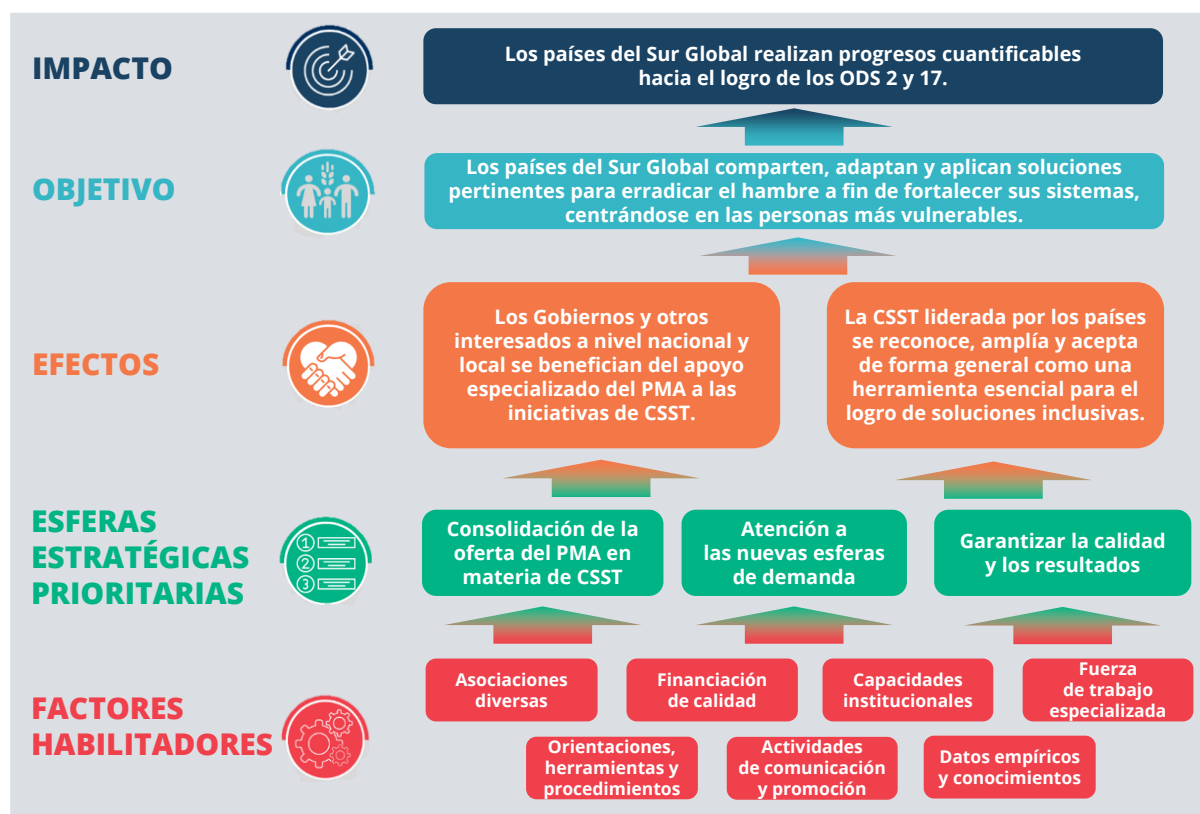 IMPACTO
Los países del Sur Global realizan progresos cuantificables
hacia el logro de los ODS 2 y 17.
OBJETIVO
Los países del Sur Global comparten, adaptan y aplican soluciones
pertinentes para erradicar el hambre a fin de fortalecer sus sistemas,
centrándose en las personas más vulnerables.
EFECTOS
Los Gobiernos y otros
interesados a nivel nacional y
local se benefician del apoyo
especializado del PMA a las
iniciativas de CSST.
La CSST liderada por los países
se reconoce, amplía y acepta
de forma general como una
herramienta esencial para el
logro de soluciones inclusivas.
ESFERAS
ESTRATÉGICAS
PRIORITARIAS
1
2
3
Consolidación de la
oferta del PMA en
materia de CSST
Atención a
las nuevas esferas
de demanda
Garantizar la calidad
y los resultados
FACTORES
HABILITADORES
Asociaciones
diversas
Financiación
de calidad
Capacidades
institucionales
Fuerza
de trabajo
especializada
Orientaciones,
herramientas y
procedimientos
Actividades
de comunicación
y promoción
Datos empíricos
y conocimientos